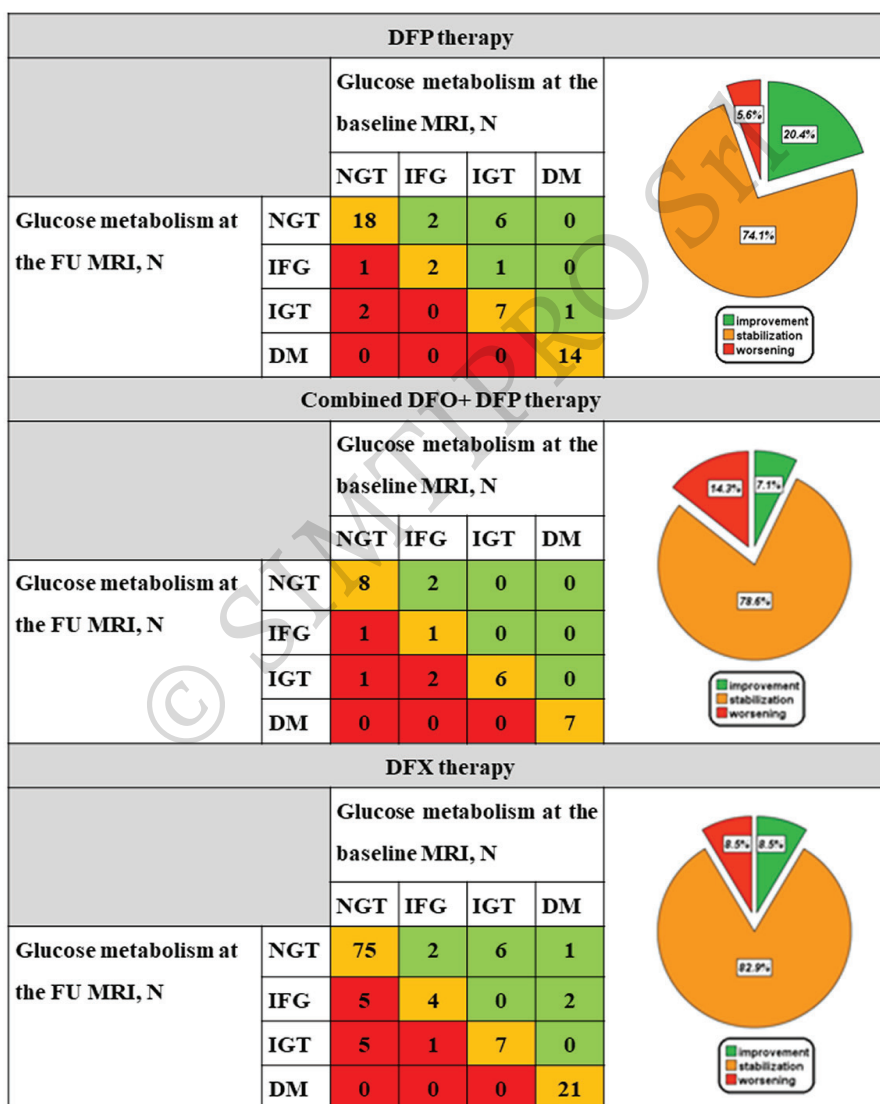 DFP therapy
Glucose metabolism at the
baseline MRI, N
NGT IFG IGT DM
Glucose metabolism at
the FU MRI, N
NGT 18 2 6 0
IFG 1 2 1 0
IGT 2 0 7 1
DM 0 0 0 14
5,6%
20.4%
74.1%
improvement
stabilization
worsening
Combined DFO+ DFP therapy
Glucose metabolism at the
baseline MRI, N
NGT IFG IGT DM
Glucose metabolism at
the FU MRI, N
NGT 8 2 0 0
IFG 1 1 0 0
IGT 1 2 6 0
DM 0 0 0 7
14.3%
7.1%
78.6%
improvement
stabilization
worsening
DFX therapy
Glucose metabolism at the
baseline MRI, N
NGT IFG IGT DM
Glucose metabolism at
the FU MRI, N
NGT 75 2 6 1
IFG 5 4 0 2
IGT 5 1 7 0
DM 0 0 0 21
8.5%
8.5%
82.9%
improvement
stabilization
worsening
© SIMTIPRO Srl